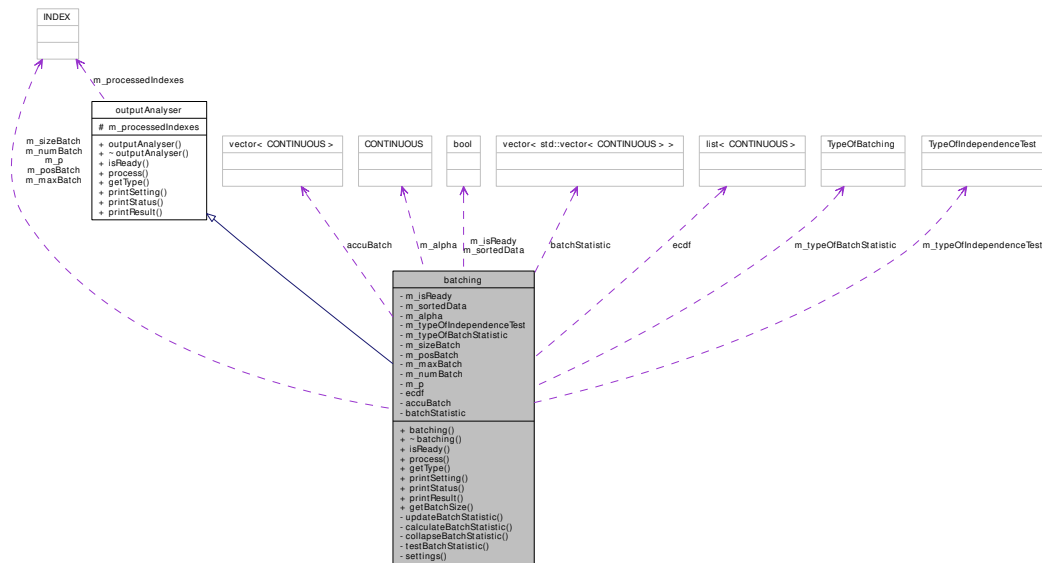 INDEX
m_processedIndexes
outputAnalyser
# m_processedIndexes
+ outputAnalyser()
+ ~ outputAnalyser()
+ isReady()
+ process()
+ getType()
+ printSetting()
+ printStatus()
+ printResult()
m_sizeBatch
m_numBatch
m_p
m_posBatch
m_maxBatch
vector< CONTINUOUS >
CONTINUOUS
bool
vector< std::vector< CONTINUOUS > >
list< CONTINUOUS >
TypeOfBatching
TypeOfIndependenceTest
accuBatch
m_alpha
m_isReady
m_sortedData
batchStatistic
ecdf
m_typeOfBatchStatistic
m_typeOfIndependenceTest
batching
- m_isReady
- m_sortedData
- m_alpha
- m_typeOfIndependenceTest
- m_typeOfBatchStatistic
- m_sizeBatch
- m_posBatch
- m_maxBatch
- m_numBatch
- m_p
- ecdf
- accuBatch
- batchStatistic
+ batching()
+ ~ batching()
+ isReady()
+ process()
+ getType()
+ printSetting()
+ printStatus()
+ printResult()
+ getBatchSize()
- updateBatchStatistic()
- calculateBatchStatistic()
- collapseBatchStatistic()
- testBatchStatistic()
- settings()